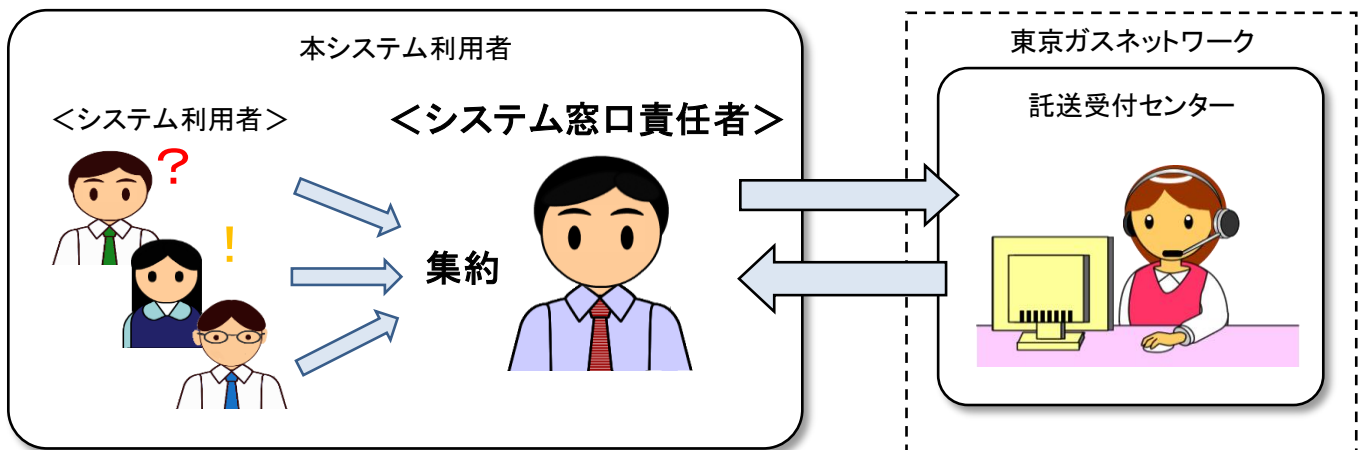 本システム利用者
＜システム利用者＞
？
！
＜システム窓口責任者＞
集約
東京ガスネットワーク
託送受付センター